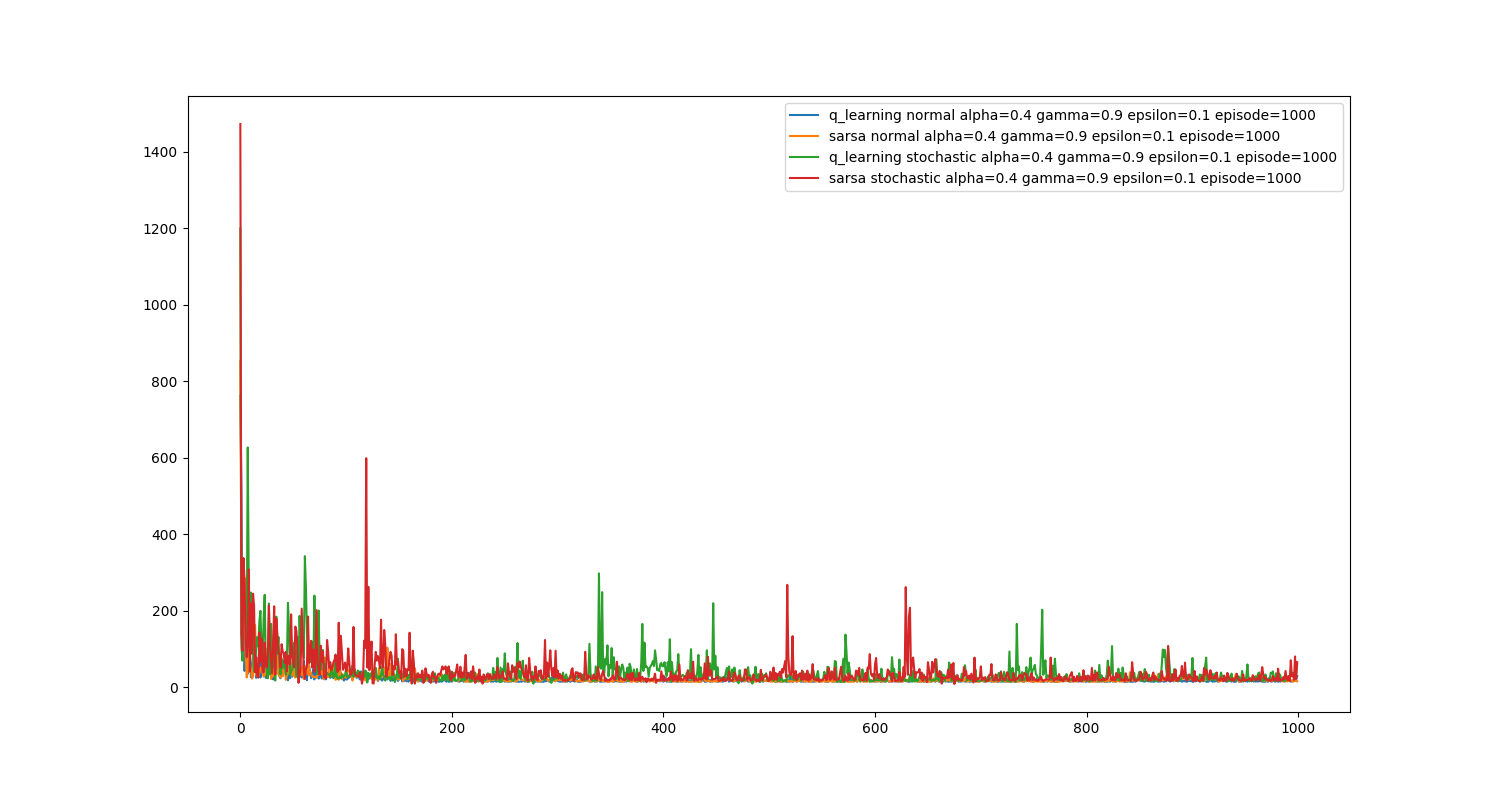 q_learning normal alpha=0.4 gamma=0.9 epsilon=0.1 episode=1000
sarsa normal alpha=0.4 gamma=0.9 epsilon=0.1 episode=1000
q_learning stochastic alpha=0.4 gamma=0.9 epsilon=0.1 episode=1000
sarsa stochastic alpha=0.4 gamma=0.9 epsilon=0.1 episode=1000
1400
1200
1000
800
600
400
200
0
0 200 400 600 800 1000